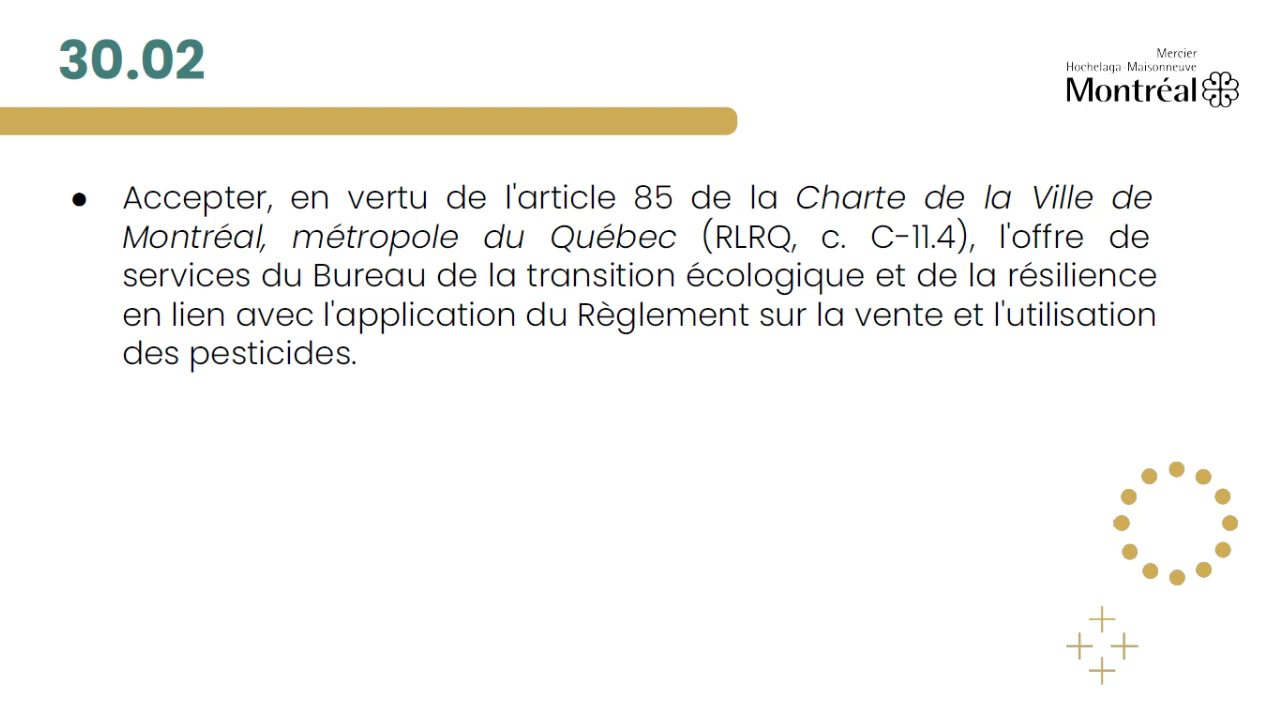 30.02
Mercier
Hochelaga-Maisonneuve
Montréal
● Accepter, en vertu de l'article 85 de la Charte de la Ville de
Montréal, métropole du Québec (RLRQ, c. C-11.4), l'offre de
services du Bureau de la transition écologique et de la résilience
en lien avec l'application du Règlement sur la vente et l'utilisation
des pesticides.